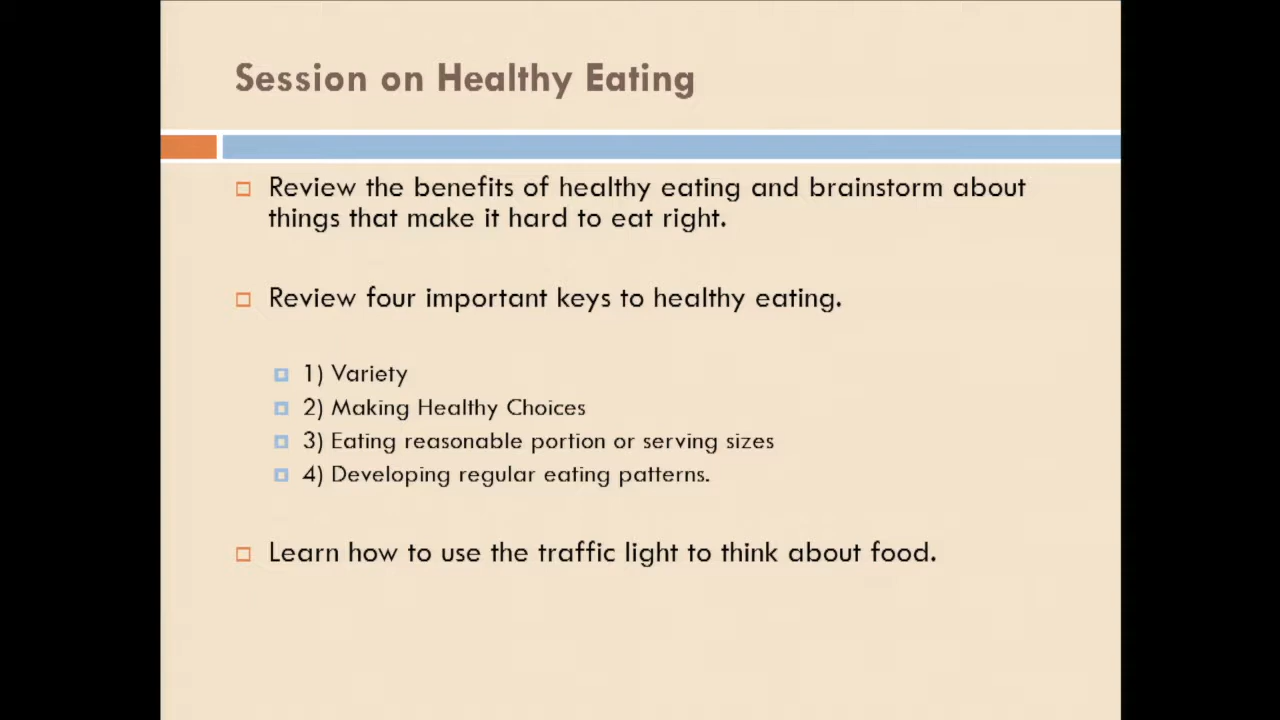 Session on Healthy Eating
Review the benefits of healthy eating and brainstorm about
things that make it hard to eat right.
Review four important keys to healthy eating.
1) Variety
2) Making Healthy Choices
3) Eating reasonable portion or serving sizes
4) Developing regular eating patterns.
Learn how to use the traffic light to think about food.